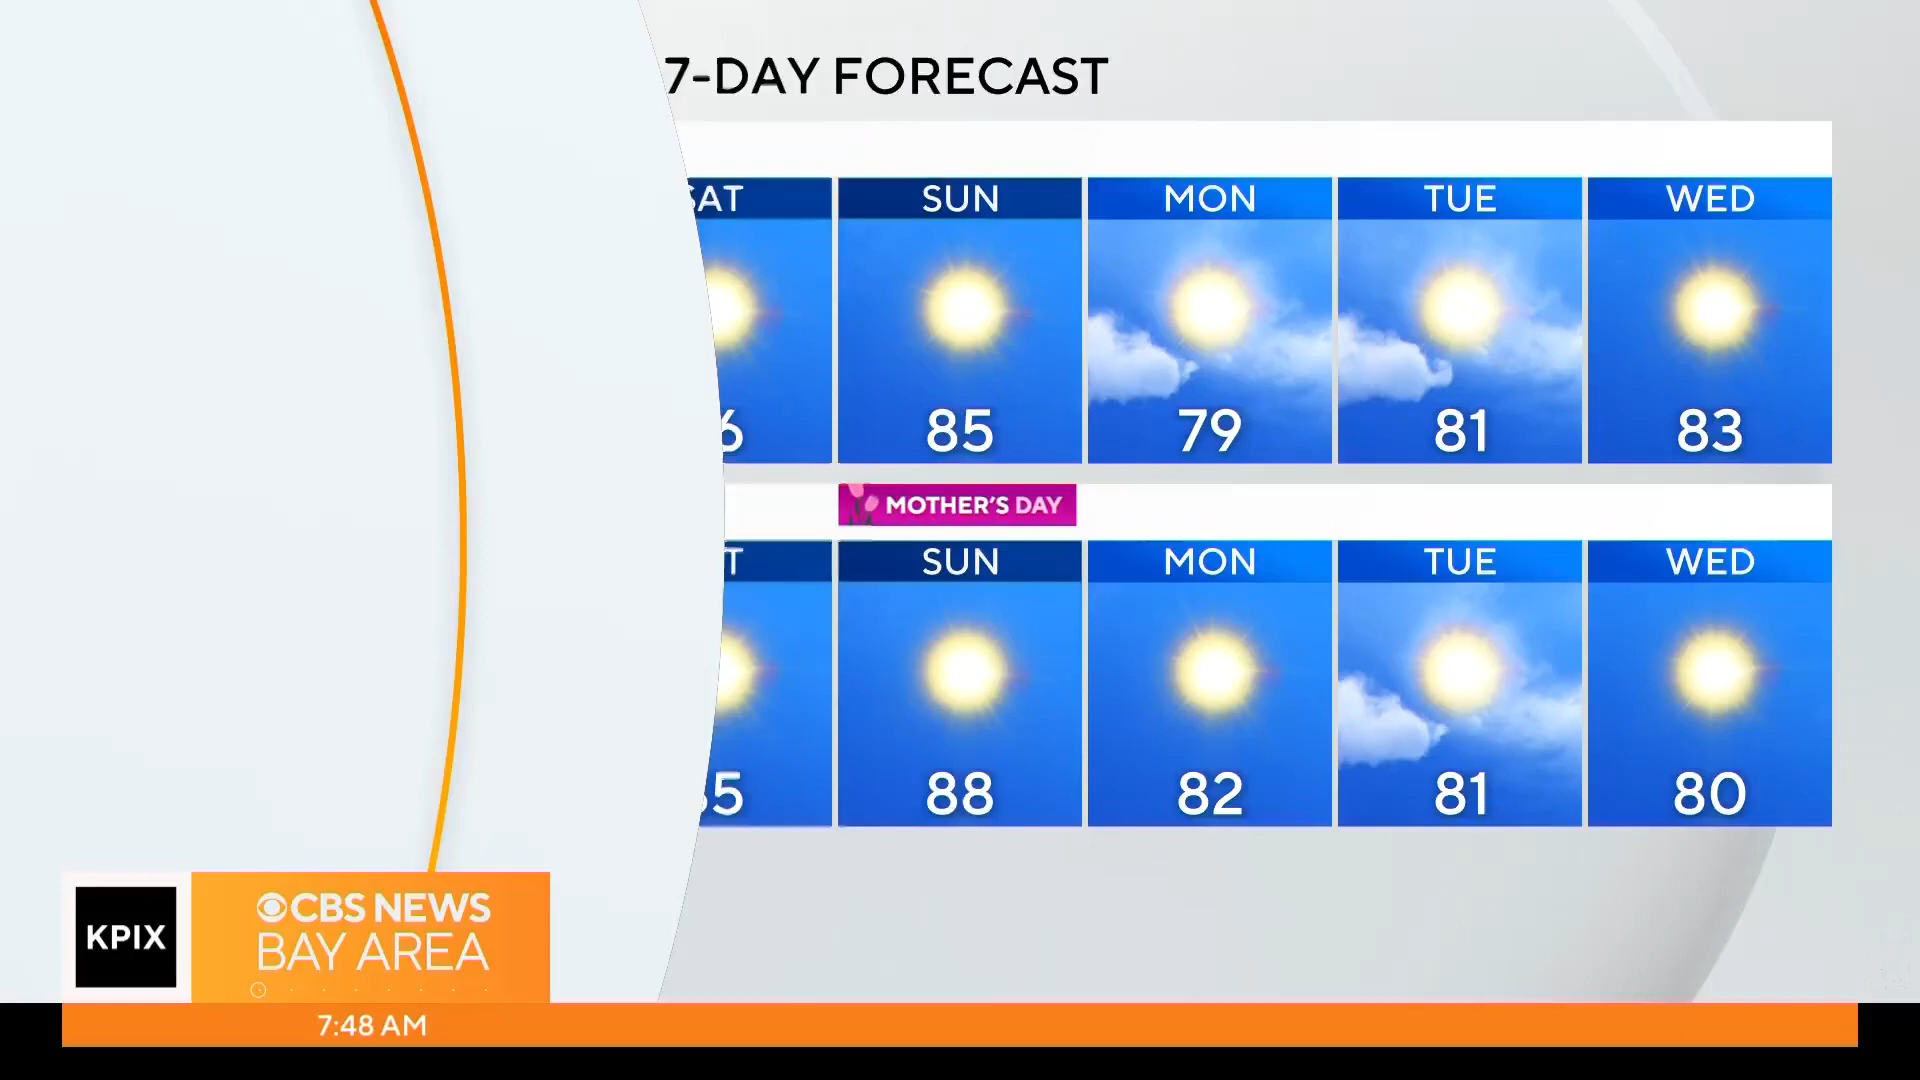 7-DAY FORECAST
SAT SUN MON TUE WED
85 79 81 83
MOTHER'S DAY
SUN MON TUE WED
88 82 81 80
KPIX
CBS NEWS
BAY AREA
7:48 AM